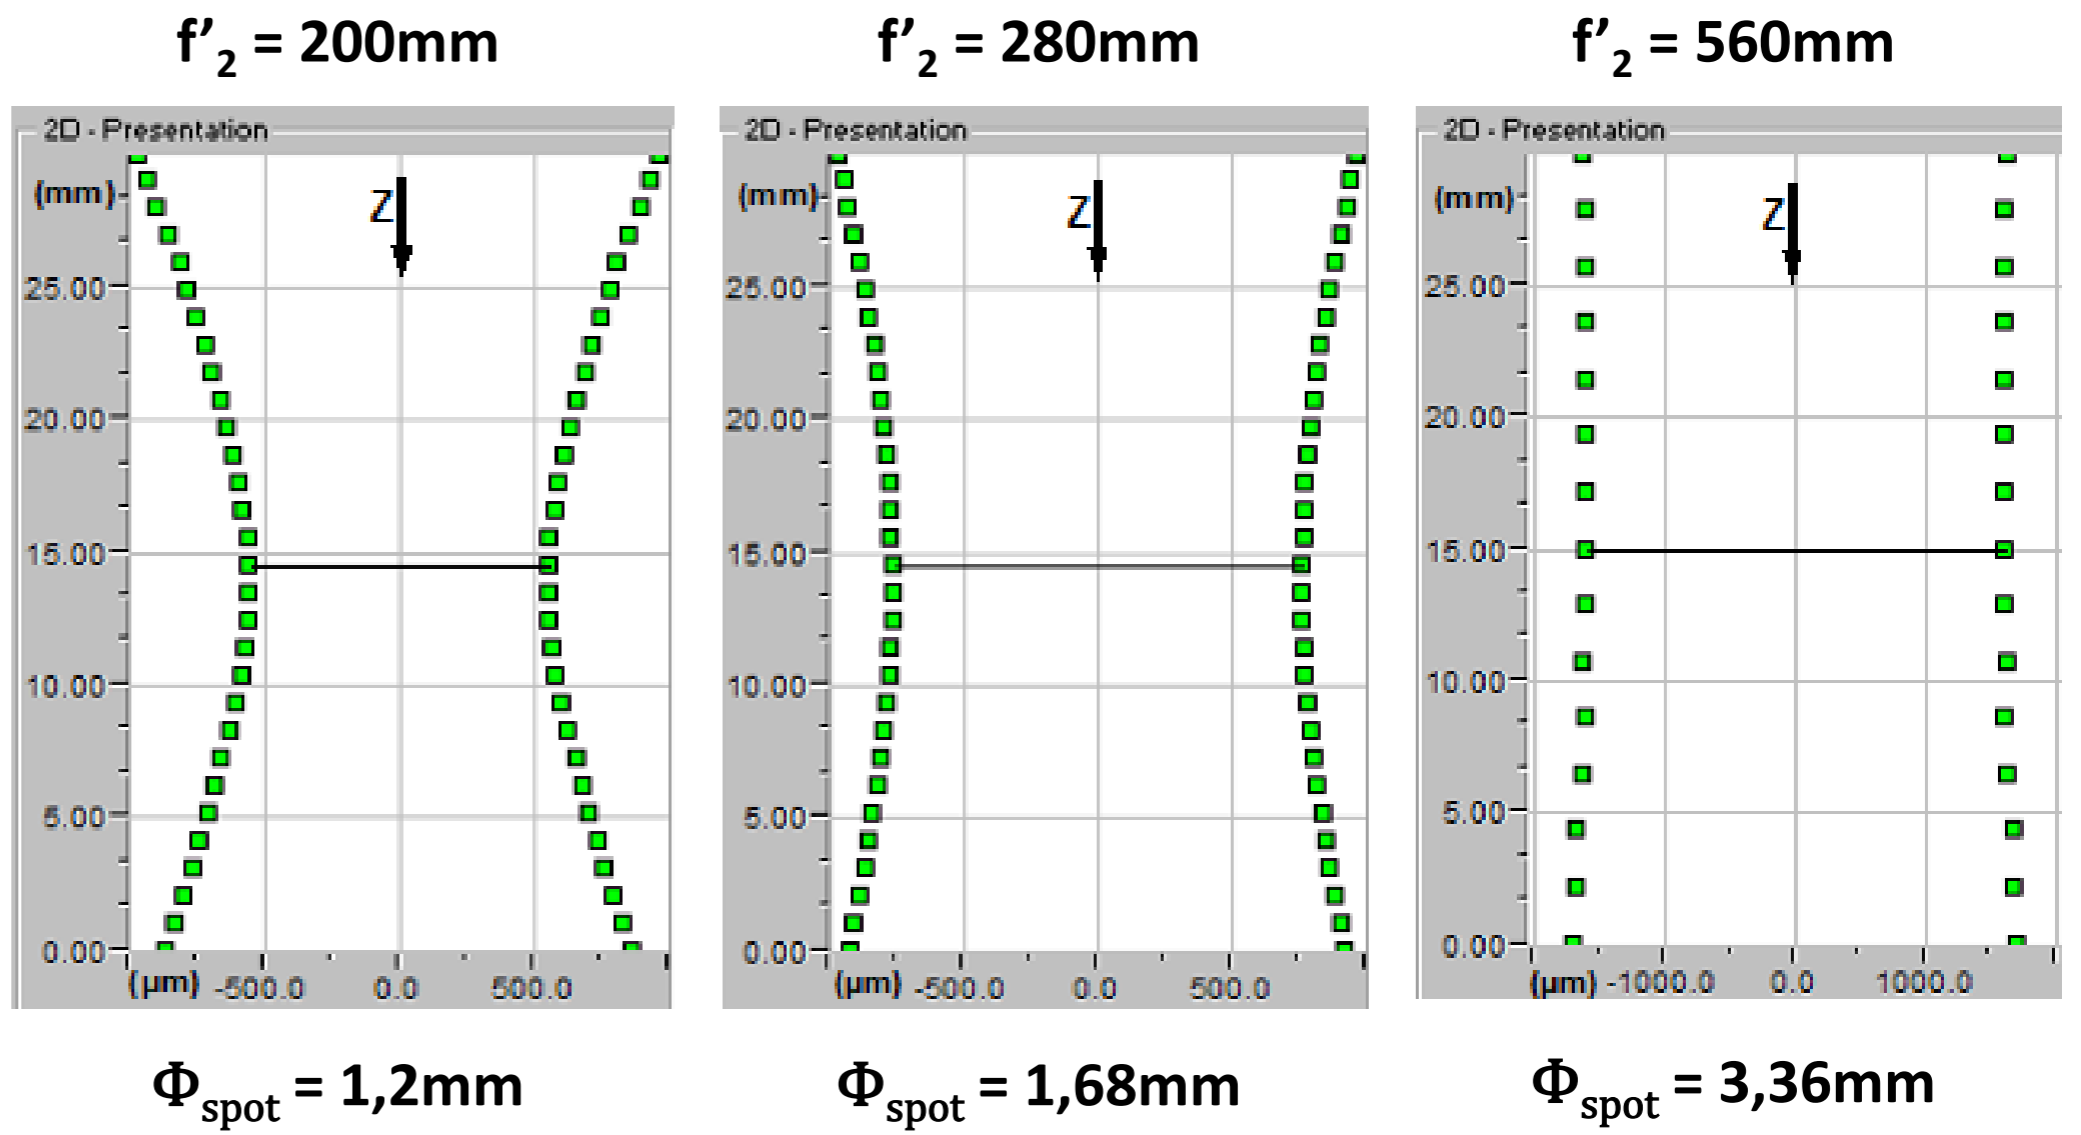 f’2 = 200mm
f’2 = 280mm
f’2 = 560mm
2D - Presentation
(mm)
Z
25.00
20.00
15.00
10.00
5.00
0.00
(µm) -500.0 0.0 500.0
2D - Presentation
(mm)
Z
25.00
20.00
15.00
10.00
5.00
0.00
(µm) -500.0 0.0 500.0
2D - Presentation
(mm)
Z
25.00
20.00
15.00
10.00
5.00
0.00
(µm) -1000.0 0.0 1000.0
Φspot = 1,2mm
Φspot = 1,68mm
Φspot = 3,36mm